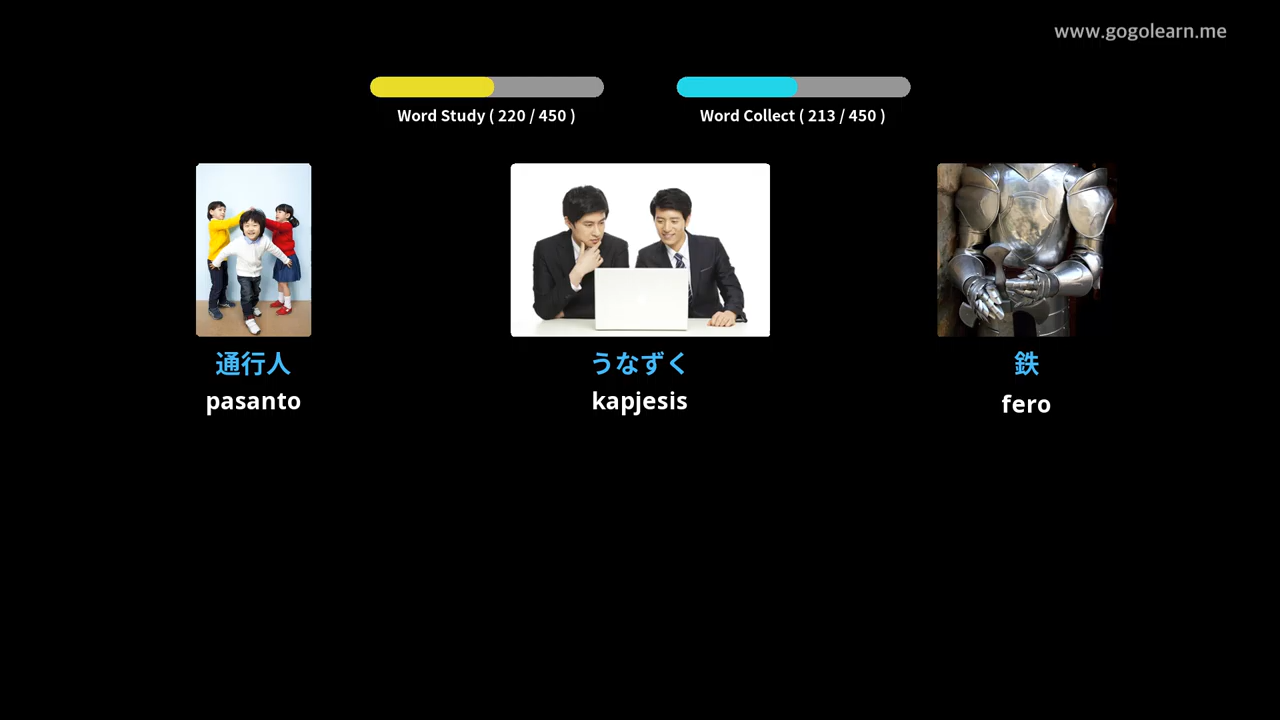 www.gogolearn.me
Word Study ( 220 / 450 )
Word Collect ( 213 / 450 )
通行人
うなずく
鉄
pasanto
kapjesis
fero